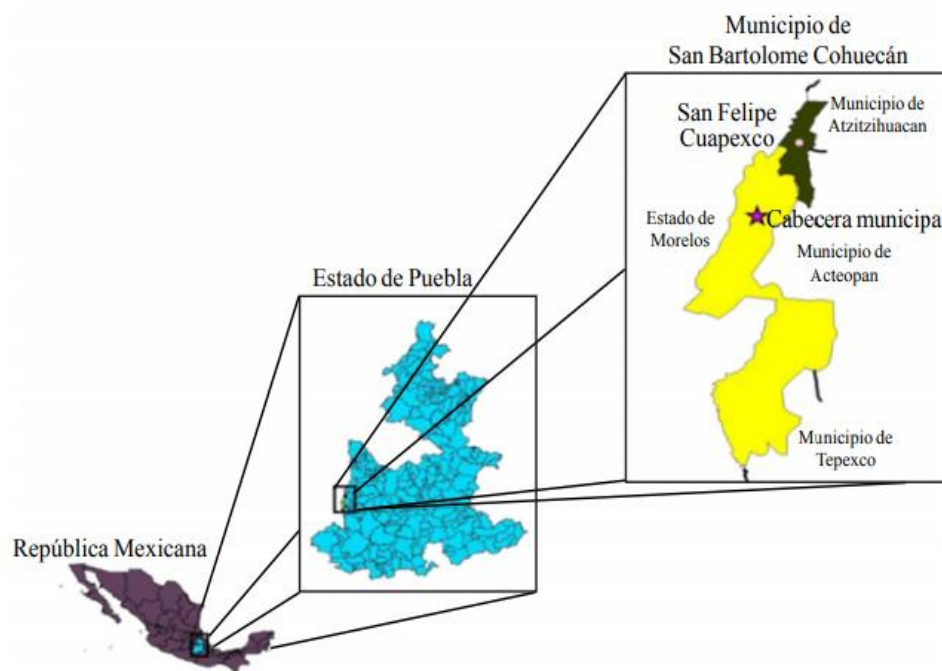 Municipio de
San Bartolome Cohuecán
San Felipe
Cuapexco
Municipio de
Atzitzihuacan
Estado de
Morelos
Cabecera municipa
Municipio de
Acteopan
Municipio de
Tepexco
Estado de Puebla
República Mexicana